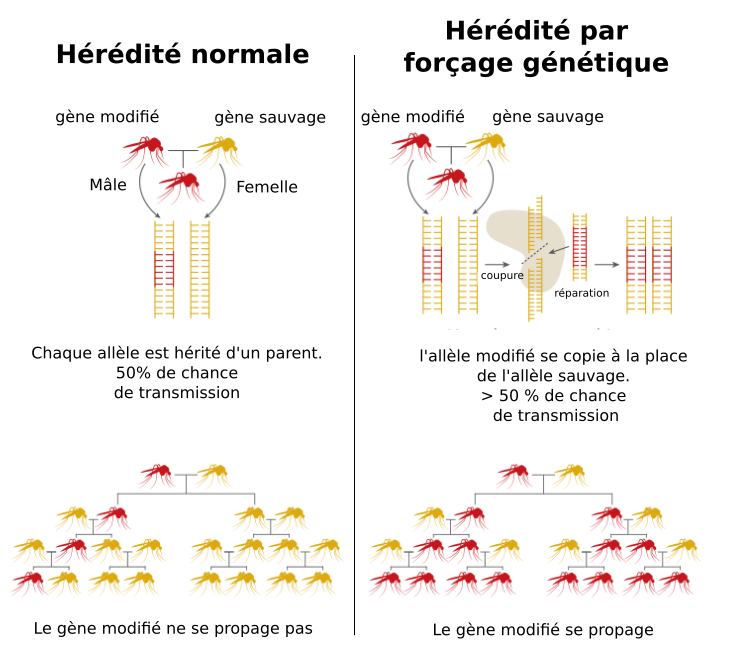 Hérédité normale
gène modifié
gène sauvage
Mâle
Femelle
Chaque allèle est hérité d'un parent.
50% de chance
de transmission
Le gène modifié ne se propage pas
Hérédité par
forçage génétique
gène modifié
gène sauvage
coupure
réparation
l'allèle modifié se copie à la place
de l'allèle sauvage.
> 50 % de chance
de transmission
Le gène modifié se propage